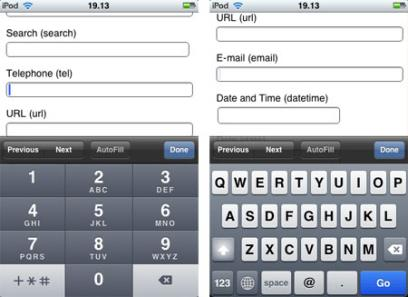 iPod 19.13
Search (search)
Telephone (tel)
URL (url)
Previous Next AutoFill Done
1 2 ABC 3 DEF
4 GHI 5 JKL 6 MNO
7 PQRS 8 TUV 9 WXYZ
+*# 0
iPod 19.13
URL (url)
E-mail (email)
Date and Time (datetime)
Previous Next AutoFill Done
Q W E R T Y U I O P
A S D F G H J K L
Z X C V B N M
123 space @ . Go